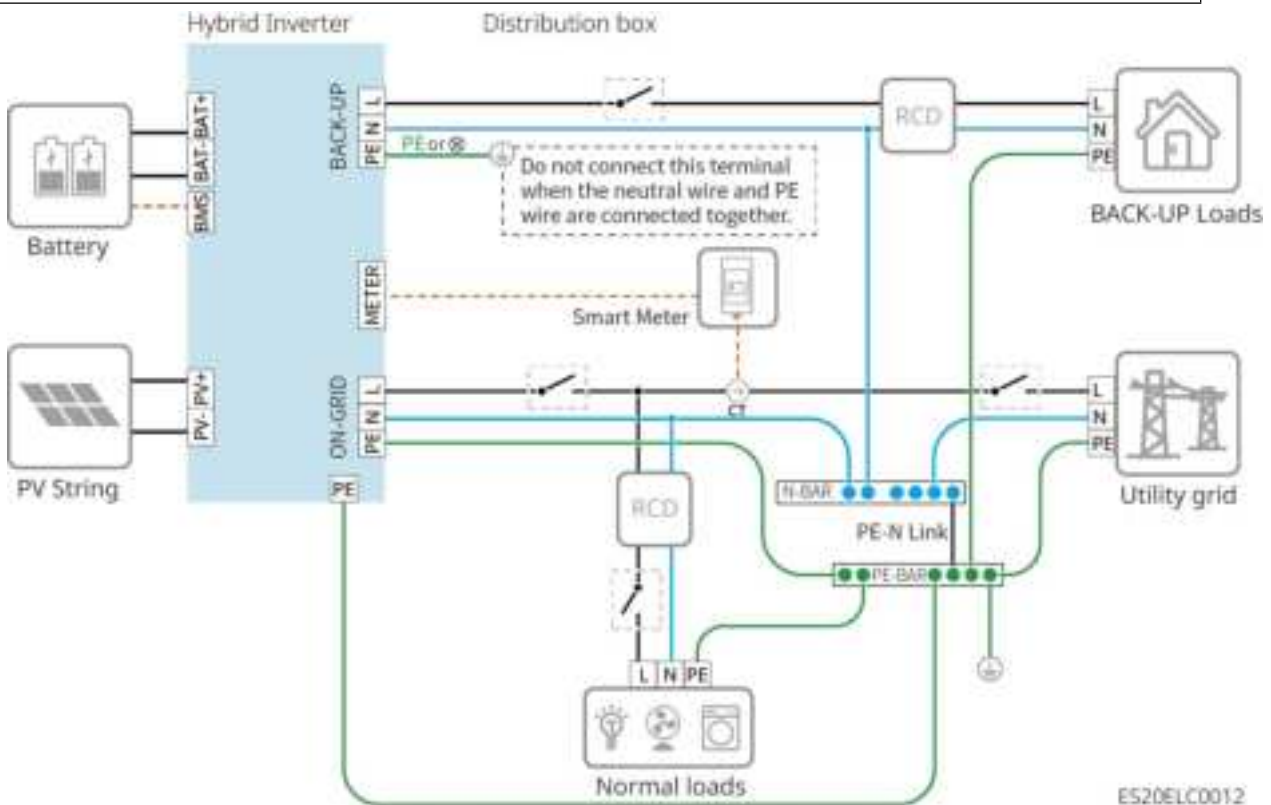 Hybrid Inverter
Distribution box
BAT+
BAT-
BMS
Battery
BACK-UP
L
N
PE
PE or ⊗
Do not connect this terminal
when the neutral wire and PE
wire are connected together.
RCD
L
N
PE
BACK-UP Loads
METER
Smart Meter
PV+
PV-
PV String
ON-GRID
L
N
PE
PE
CT
L
N
PE
Utility grid
RCD
N-BAR
PE-N Link
PE-BAR
L
N
PE
Normal loads
ES20ELC0012